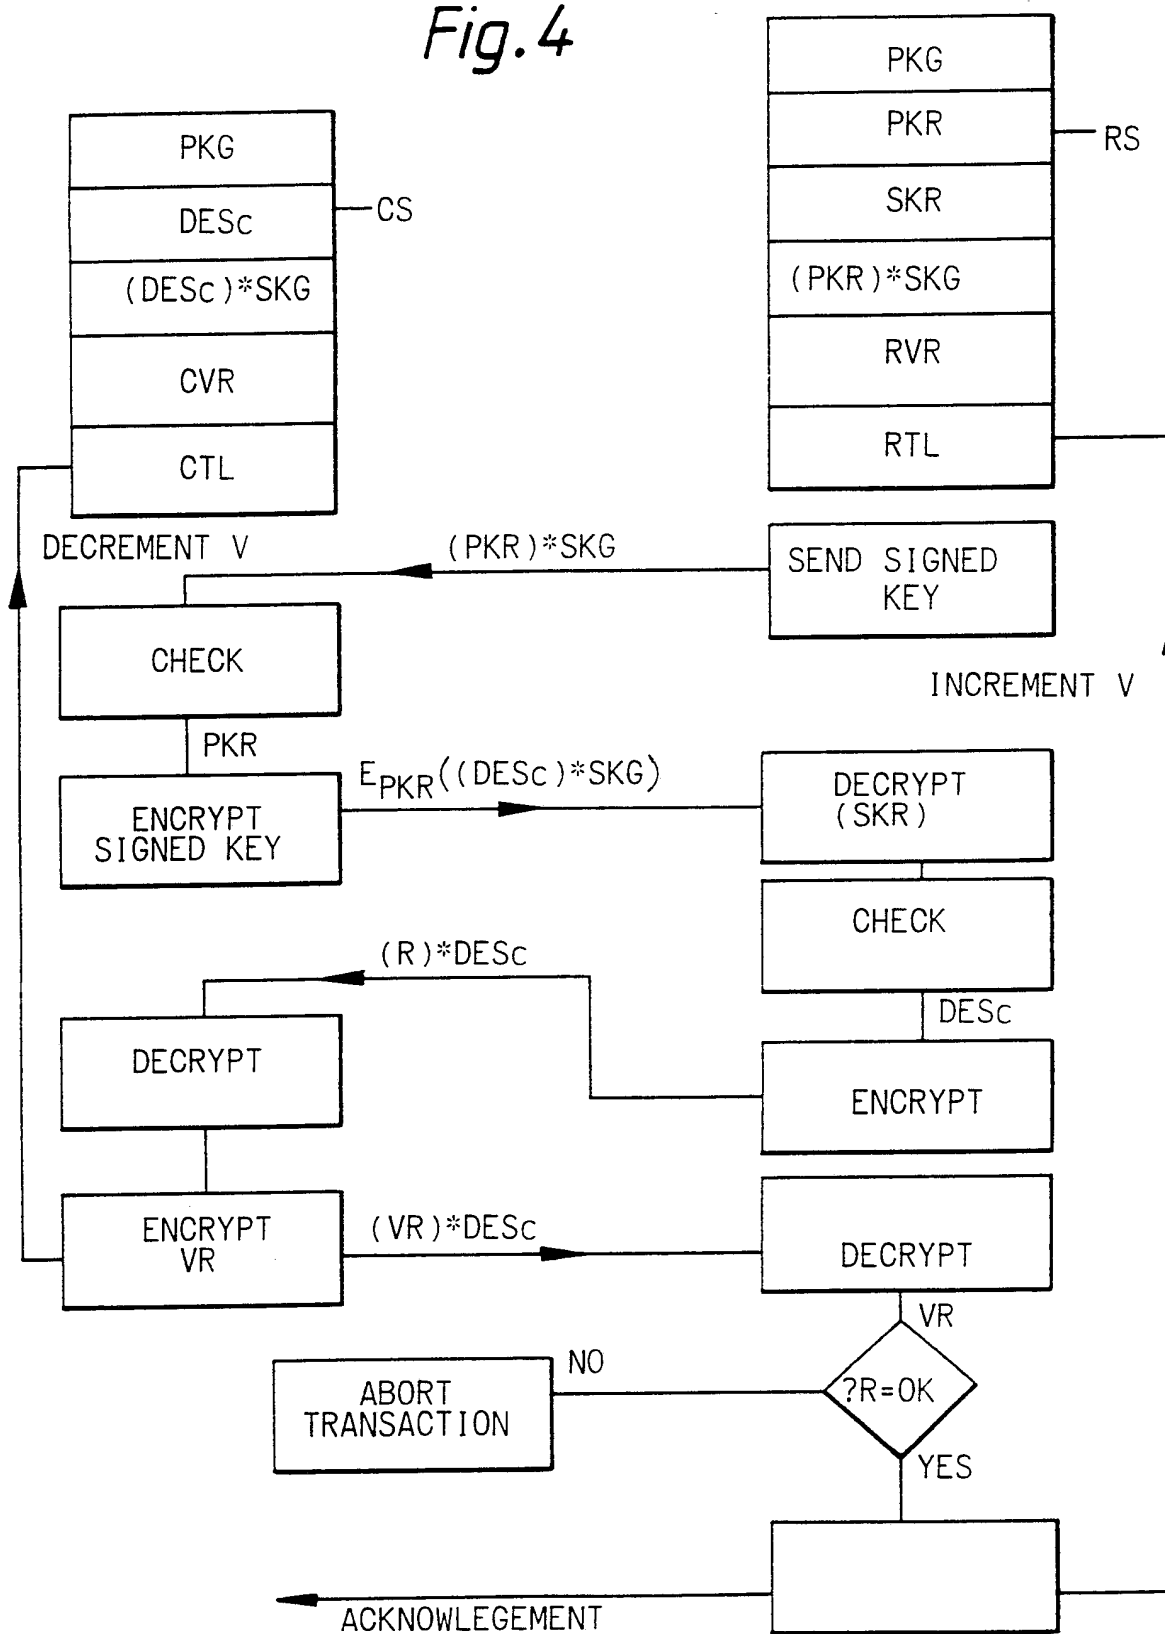 Fig.4
PKG
DESc
(DESc)*SKG
CVR
CTL
CS
PKG
PKR
SKR
(PKR)*SKG
RVR
RTL
RS
DECREMENT V
(PKR)*SKG
SEND SIGNED
KEY
CHECK
INCREMENT V
PKR
ENCRYPT
SIGNED KEY
EPKR((DESc)*SKG)
DECRYPT
(SKR)
CHECK
(R)*DESc
DESc
DECRYPT
ENCRYPT
ENCRYPT
VR
(VR)*DESc
DECRYPT
VR
NO
?R=OK
ABORT
TRANSACTION
YES
ACKNOWLEGEMENT